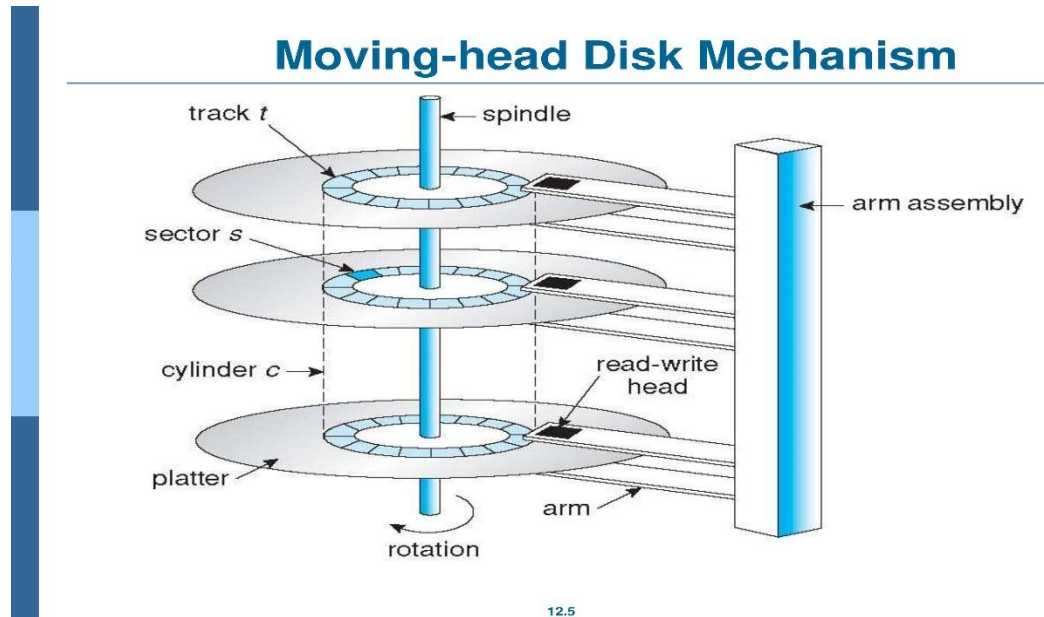 Moving-head Disk Mechanism
track t
spindle
arm assembly
sector s
cylinder c
read-write
head
platter
arm
rotation
12.5